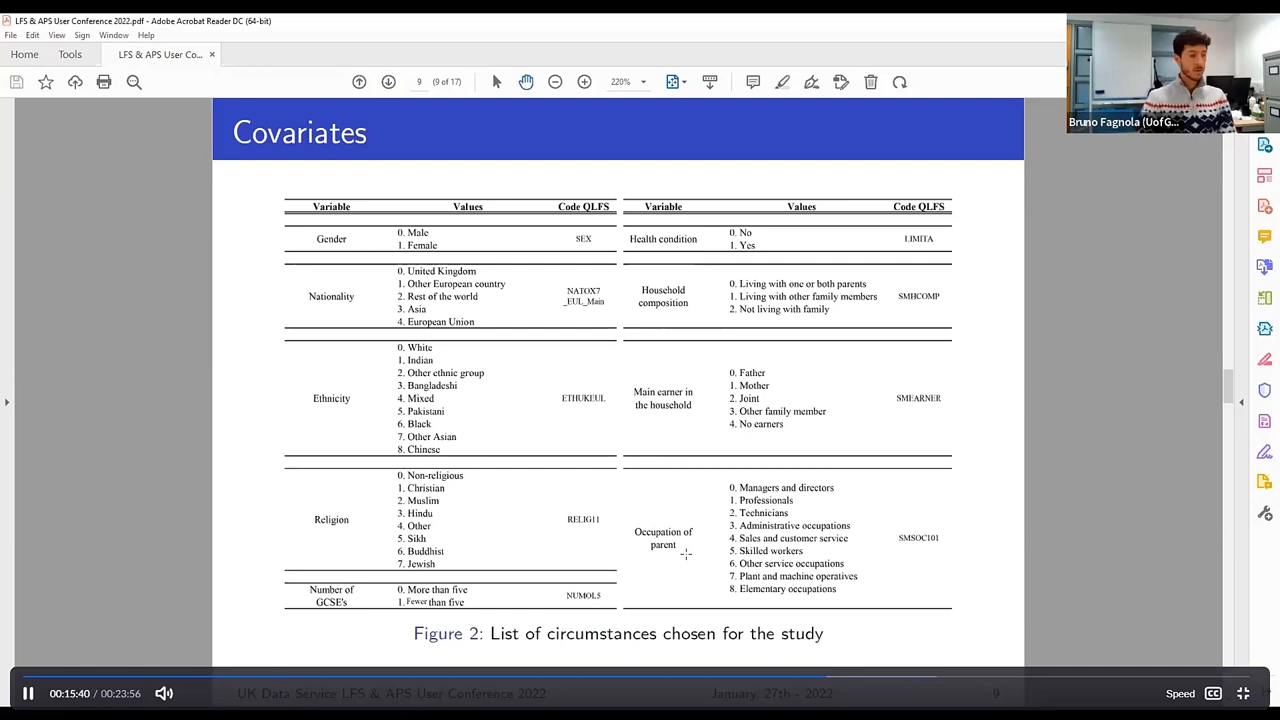 LFS & APS User Conference 2022.pdf - Adobe Acrobat Reader DC (64-bit)
File Edit View Sign Window Help
Home Tools LFS & APS User Co... ×
9 (9 of 17) 220%
Bruno Fagnola (UofG...
Covariates
Variable Values Code QLFS
Gender
0. Male
1. Female
SEX
Nationality
0. United Kingdom
1. Other European country
2. Rest of the world
3. Asia
4. European Union
NATOX7
_EUL_Main
Ethnicity
0. White
1. Indian
2. Other ethnic group
3. Bangladeshi
4. Mixed
5. Pakistani
6. Black
7. Other Asian
8. Chinese
ETHUKEUL
Religion
0. Non-religious
1. Christian
2. Muslim
3. Hindu
4. Other
5. Sikh
6. Buddhist
7. Jewish
RELIG11
Number of
GCSE's
0. More than five
1. Fewer than five
NUMOL5
Variable Values Code QLFS
Health condition
0. No
1. Yes
LIMITA
Household
composition
0. Living with one or both parents
1. Living with other family members
2. Not living with family
SMHCOMP
Main earner in
the household
0. Father
1. Mother
2. Joint
3. Other family member
4. No earners
SMEARNER
Occupation of
parent
0. Managers and directors
1. Professionals
2. Technicians
3. Administrative occupations
4. Sales and customer service
5. Skilled workers
6. Other service occupations
7. Plant and machine operatives
8. Elementary occupations
SMSOC101
Figure 2: List of circumstances chosen for the study
UK Data Service LFS & APS User Conference 2022 January, 27th - 2022 9
00:15:40 / 00:23:56 Speed CC